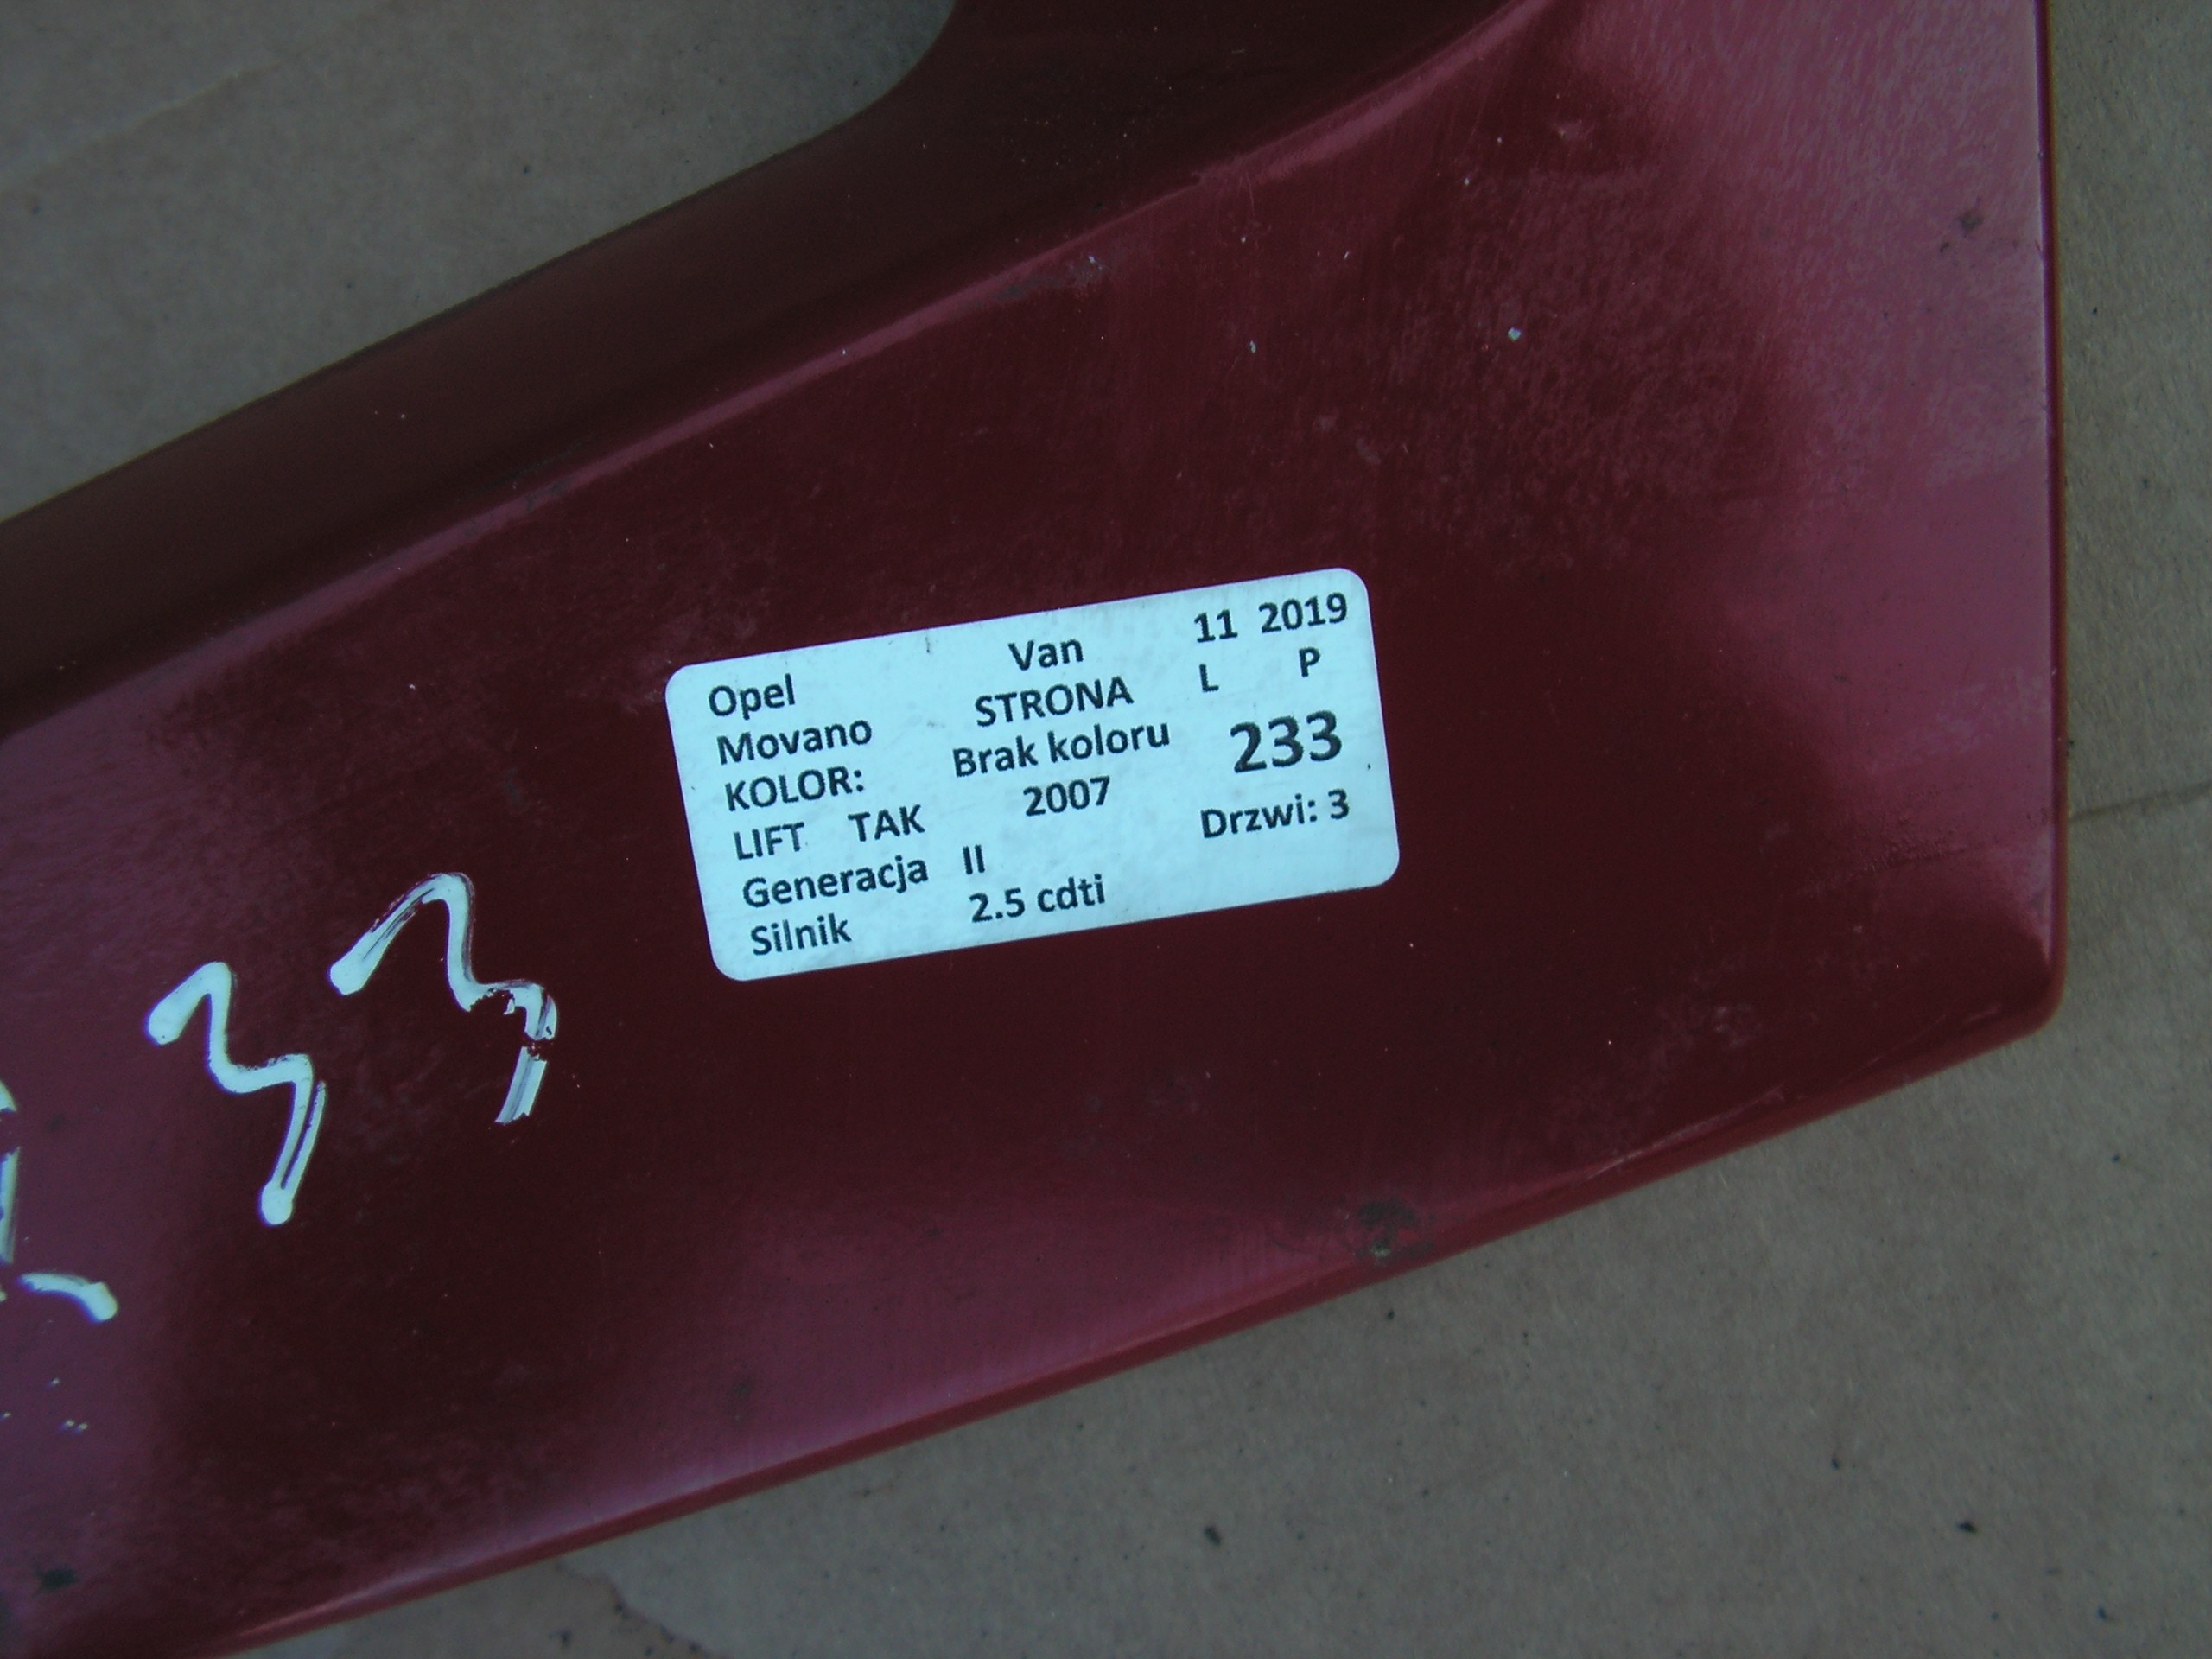 Opel Van 11 2019
Movano STRONA L P
KOLOR: Brak koloru 233
LIFT TAK 2007
Generacja II Drzwi: 3
Silnik 2.5 cdti
33